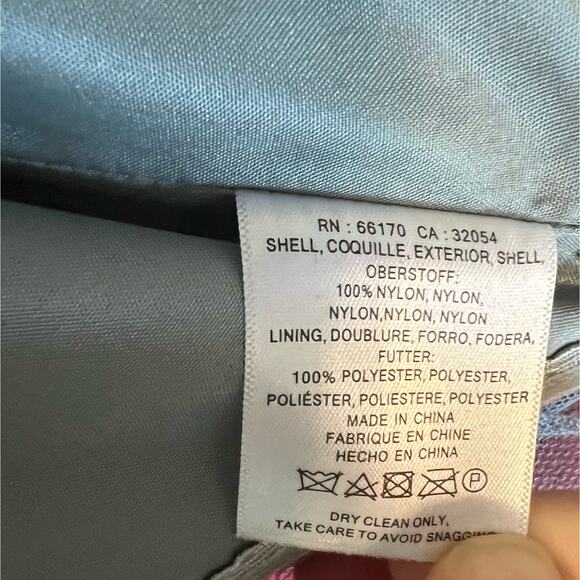 RN : 66170 CA : 32054
SHELL, COQUILLE, EXTERIOR, SHELL,
OBERSTOFF:
100% NYLON, NYLON,
NYLON,NYLON, NYLON
LINING, DOUBLURE, FORRO, FODERA,
FUTTER:
100% POLYESTER, POLYESTER,
POLIÉSTER, POLIESTERE, POLYESTER
MADE IN CHINA
FABRIQUE EN CHINE
HECHO EN CHINA
P
DRY CLEAN ONLY,
TAKE CARE TO AVOID